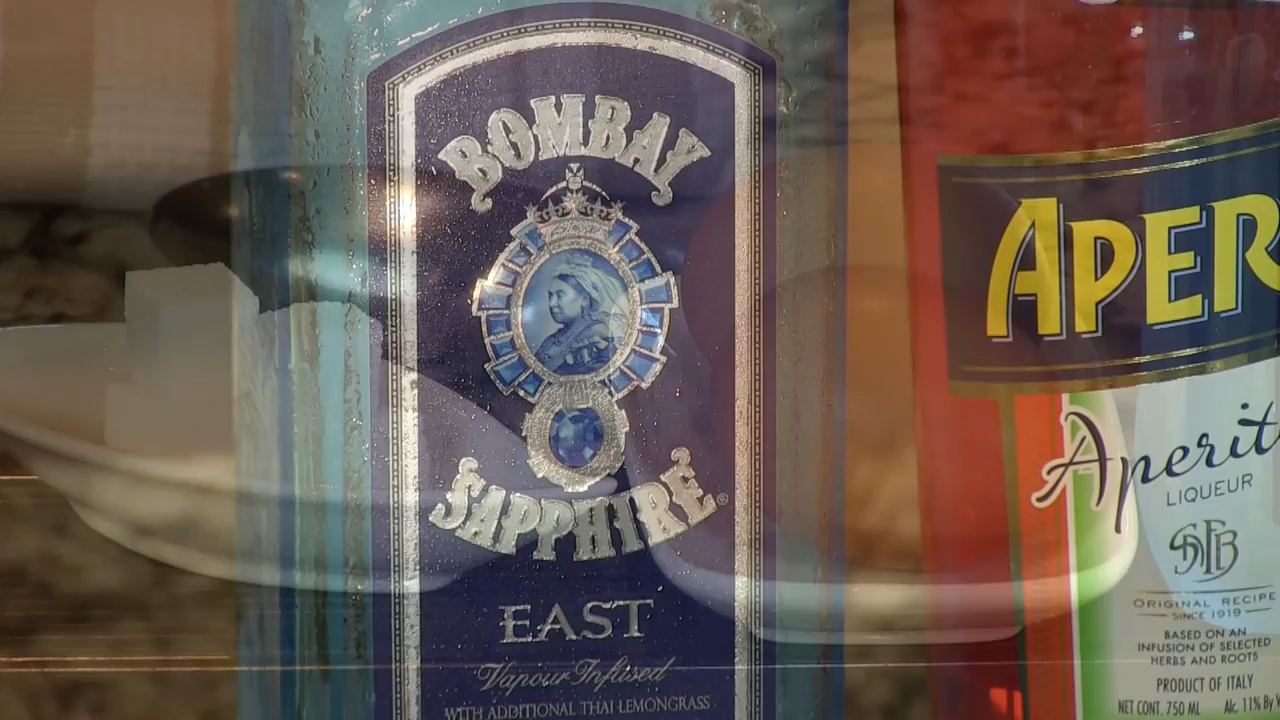 BOMBAY
SAPPHIRE®
EAST
Vapour Infused
WITH ADDITIONAL THAI LEMONGRASS
APER
Aperit
LIQUEUR
SPFB
ORIGINAL RECIPE
SINCE 1919
BASED ON AN
INFUSION OF SELECTED
HERBS AND ROOTS
PRODUCT OF ITALY
NET CONT. 750 ML Alc. 11% By